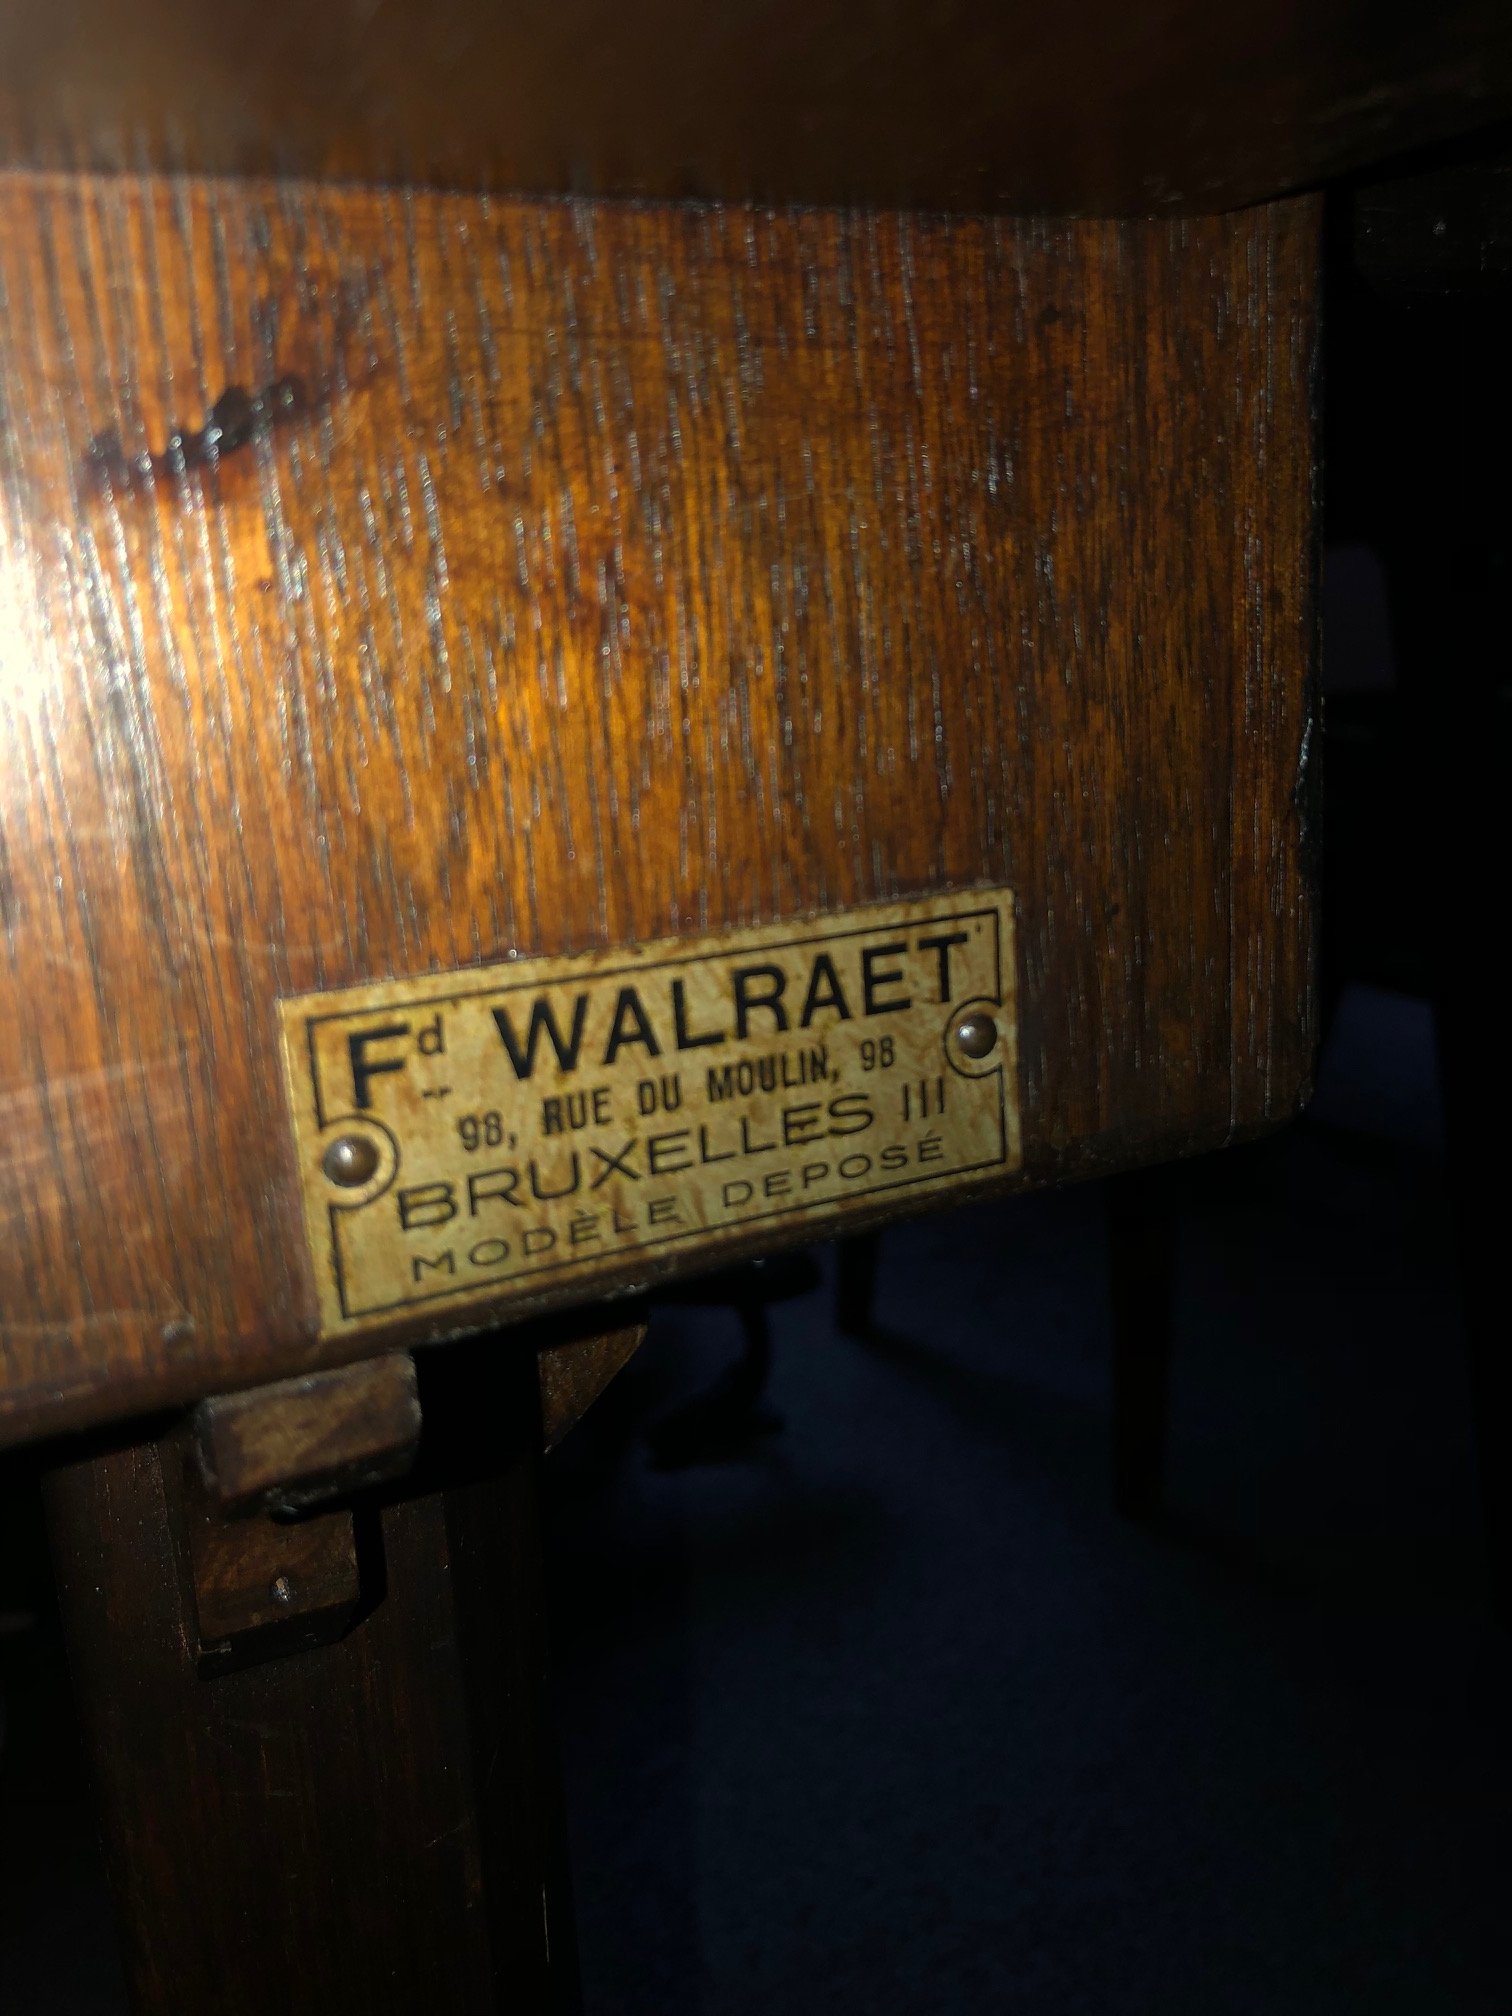 Fd WALRAET
98, RUE DU MOULIN, 98
BRUXELLES III
MODÈLE DEPOSÉ